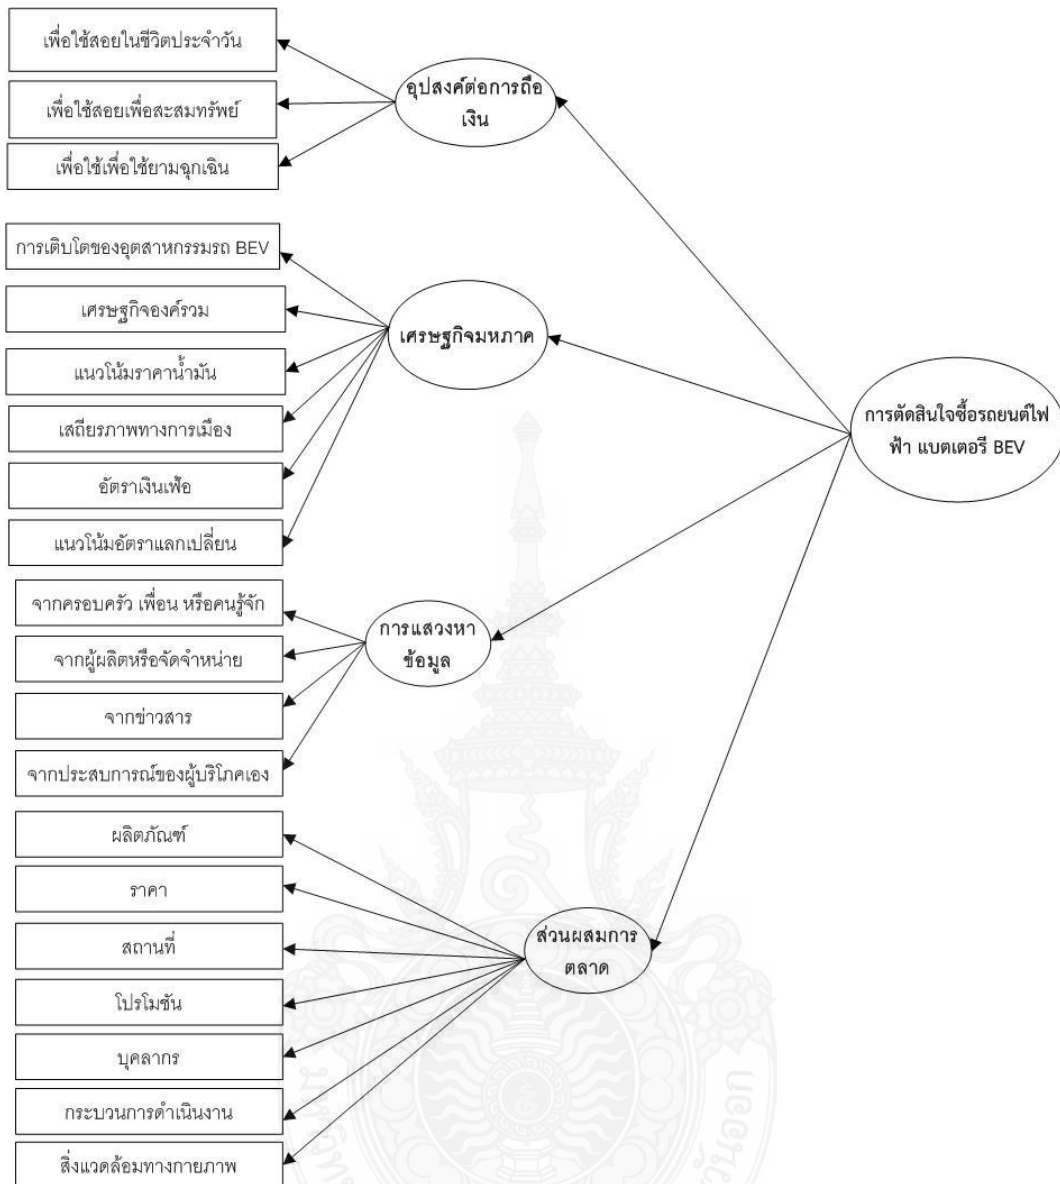 เพื่อใช้สอยในชีวิตประจำวัน
เพื่อใช้สอยเพื่อสะสมทรัพย์
เพื่อใช้เพื่อใช้ยามฉุกเฉิน
อุปสงค์ต่อการถือ
เงิน
การเติบโตของอุตสาหกรรมรถ BEV
เศรษฐกิจองค์รวม
แนวโน้มราคาน้ำมัน
เสถียรภาพทางการเมือง
อัตราเงินเฟ้อ
แนวโน้มอัตราแลกเปลี่ยน
เศรษฐกิจมหภาค
การตัดสินใจซื้อรถยนต์ไฟ
ฟ้า แบตเตอรี BEV
จากครอบครัว เพื่อน หรือคนรู้จัก
จากผู้ผลิตหรือจัดจำหน่าย
จากข่าวสาร
จากประสบการณ์ของผู้บริโภคเอง
การแสวงหา
ข้อมูล
ผลิตภัณฑ์
ราคา
สถานที่
โปรโมชัน
บุคลากร
กระบวนการดำเนินงาน
สิ่งแวดล้อมทางกายภาพ
ส่วนผสมการ
ตลาด